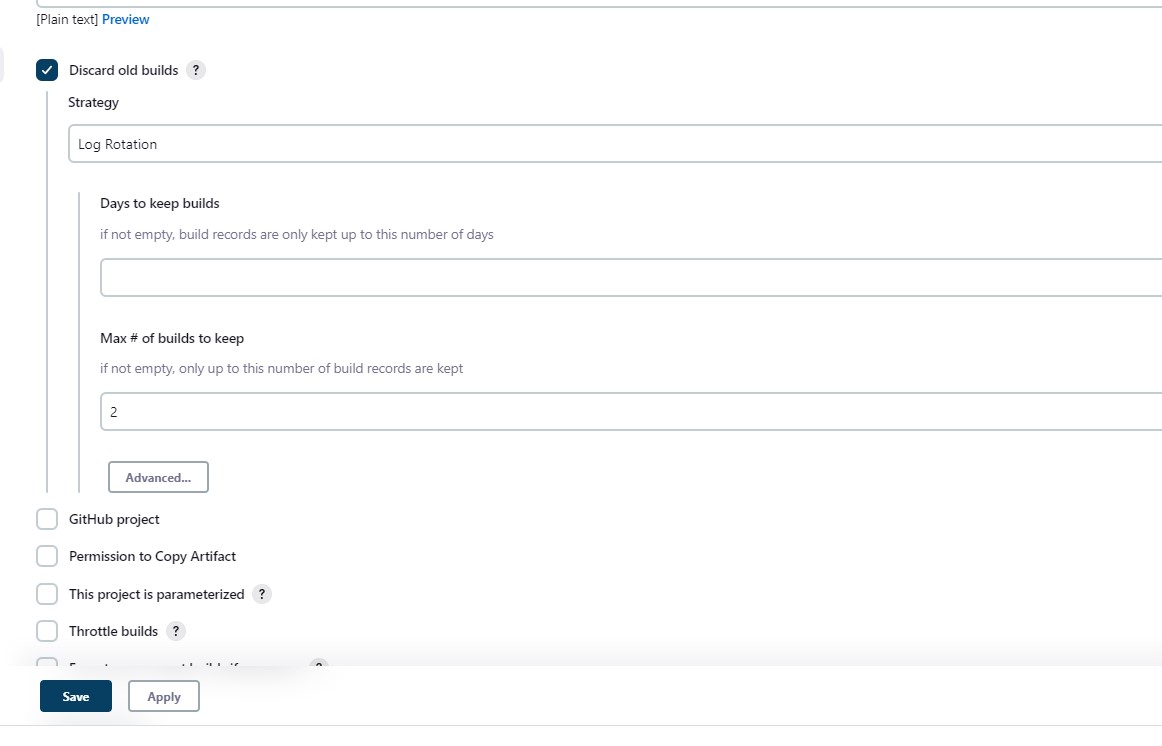 [Plain text] Preview
Discard old builds ?
Strategy
Log Rotation
Days to keep builds
if not empty, build records are only kept up to this number of days
Max # of builds to keep
if not empty, only up to this number of build records are kept
2
Advanced...
GitHub project
Permission to Copy Artifact
This project is parameterized ?
Throttle builds ?
Save Apply